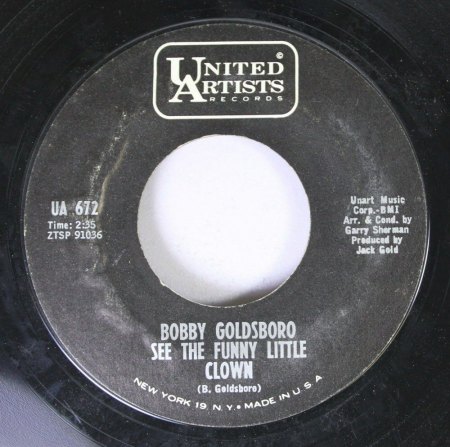 ©
UNITED
ARTISTS
RECORDS
UA 672
Time: 2:35
ZTSP 91036
Unart Music
Corp.-BMI
Arr. & Cond. by
Garry Sherman
Produced by
Jack Gold
BOBBY GOLDSBORO
SEE THE FUNNY LITTLE
CLOWN
(B. Goldsboro)
NEW YORK 19, N.Y. • MADE IN U.S.A